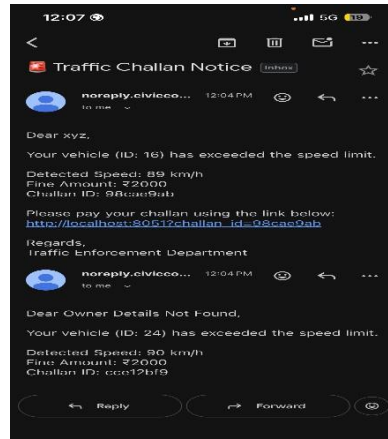 12:07
5G 19
Traffic Challan Notice Inbox
noreply.civicco... 12:04 PM
to me
Dear xyz,
Your vehicle (ID: 16) has exceeded the speed limit.
Detected Speed: 89 km/h
Fine Amount: ₹2000
Challan ID: 98cae9ab
Please pay your challan using the link below:
http://localhost:8051?challan_id=98cae9ab
Regards,
Traffic Enforcement Department
noreply.civicco... 12:04 PM
to me
Dear Owner Details Not Found,
Your vehicle (ID: 24) has exceeded the speed limit.
Detected Speed: 90 km/h
Fine Amount: ₹2000
Challan ID: cce12bf9
Reply
Forward